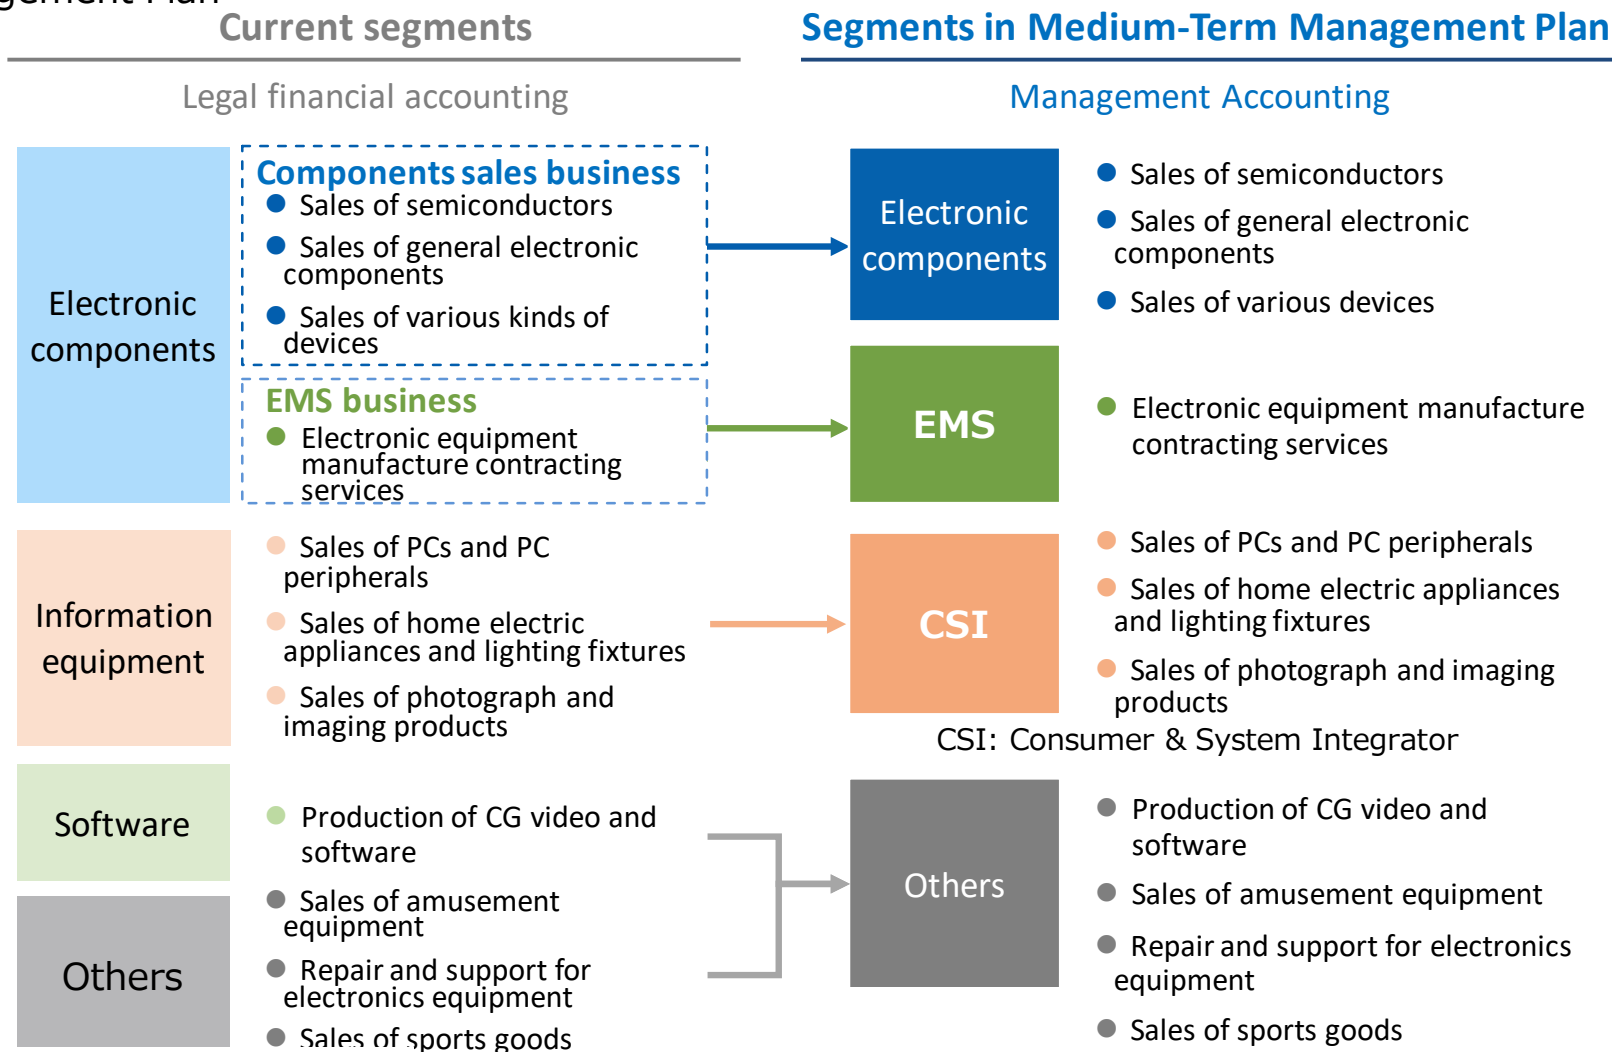 Current segments
Legal financial accounting
Electronic
components
Components sales business
Sales of semiconductors
Sales of general electronic
components
Sales of various kinds of
devices
EMS business
Electronic equipment
manufacture contracting
services
Information
equipment
Sales of PCs and PC
peripherals
Sales of home electric
appliances and lighting fixtures
Sales of photograph and
imaging products
Software
Production of CG video and
software
Others
Sales of amusement
equipment
Repair and support for
electronics equipment
Sales of sports goods
Segments in Medium-Term Management Plan
Management Accounting
Electronic
components
Sales of semiconductors
Sales of general electronic
components
Sales of various devices
EMS
Electronic equipment manufacture
contracting services
CSI
Sales of PCs and PC peripherals
Sales of home electric appliances
and lighting fixtures
Sales of photograph and imaging
products
CSI: Consumer & System Integrator
Others
Production of CG video and
software
Sales of amusement equipment
Repair and support for electronics
equipment
Sales of sports goods